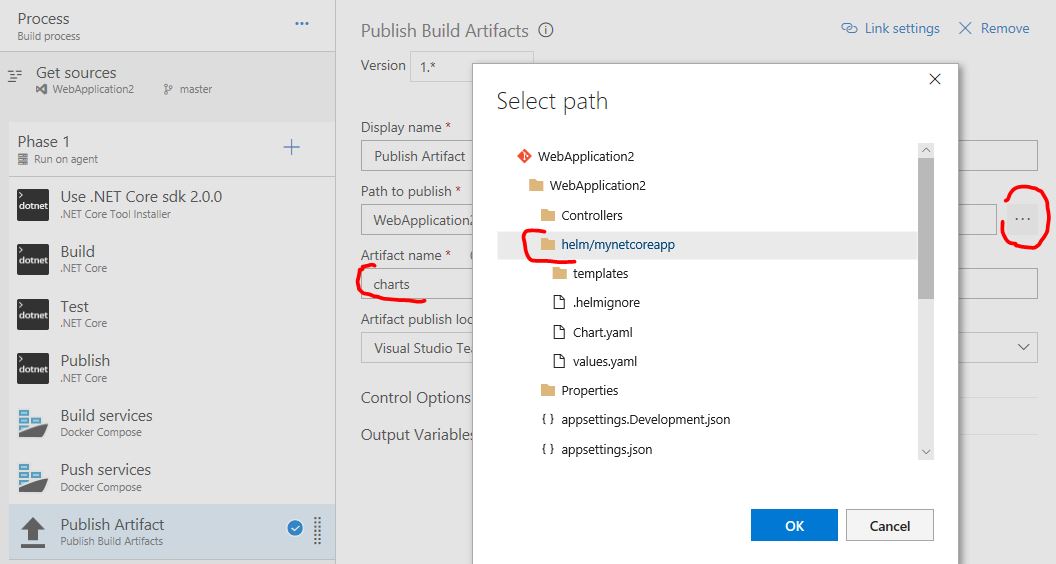 Process
Build process
Get sources
WebApplication2
master
Phase 1
Run on agent
dotnet
Use .NET Core sdk 2.0.0
.NET Core Tool Installer
dotnet
Build
.NET Core
dotnet
Test
.NET Core
dotnet
Publish
.NET Core
Build services
Docker Compose
Push services
Docker Compose
Publish Artifact
Publish Build Artifacts
Publish Build Artifacts
Link settings
Remove
Version
1.*
Display name *
Publish Artifact
Path to publish *
WebApplication2
...
Artifact name *
charts
Artifact publish loc
Visual Studio Te
Control Options
Output Variables
Select path
WebApplication2
WebApplication2
Controllers
helm/mynetcoreapp
templates
.helmignore
Chart.yaml
values.yaml
Properties
{ } appsettings.Development.json
{ } appsettings.json
OK
Cancel